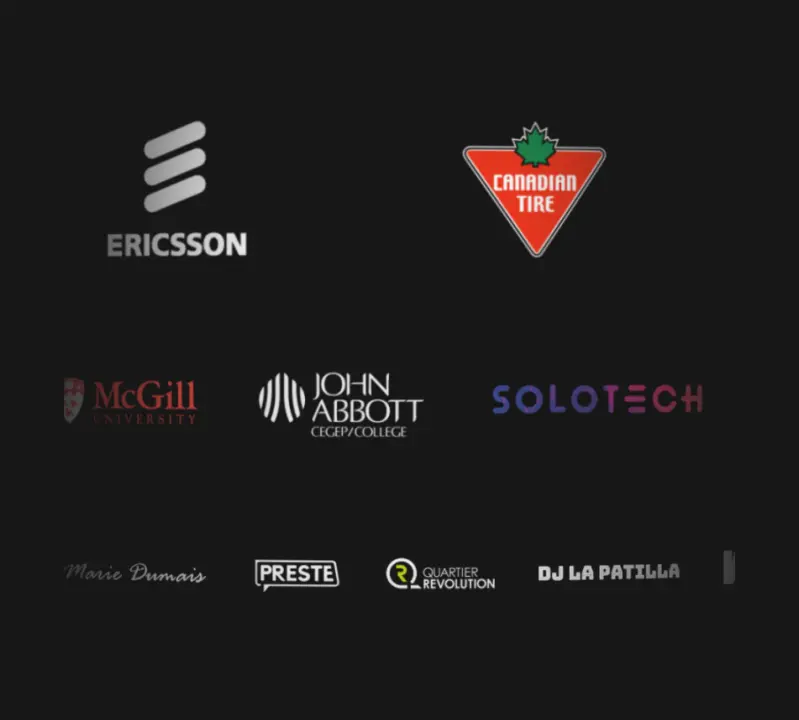 ERICSSON
CANADIAN
TIRE
McGill
UNIVERSITY
JOHN
ABBOTT
CEGEP/COLLEGE
SOLOTECH
Marie Dumais
PRESTE
QUARTIER
REVOLUTION
DJ LA PATILLA